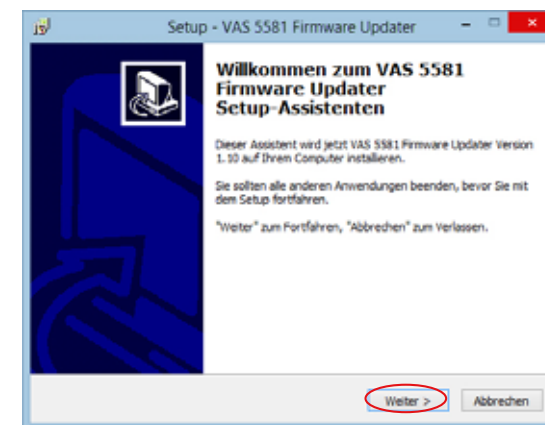 Setup - VAS 5581 Firmware Updater
Willkommen zum VAS 5581
Firmware Updater
Setup-Assistenten
Dieser Assistent wird jetzt VAS 5581 Firmware Updater Version
1.10 auf Ihrem Computer installieren.
Sie sollten alle anderen Anwendungen beenden, bevor Sie mit
dem Setup fortfahren.
"Weiter" zum Fortfahren, "Abbrechen" zum Verlassen.
Weiter >
Abbrechen